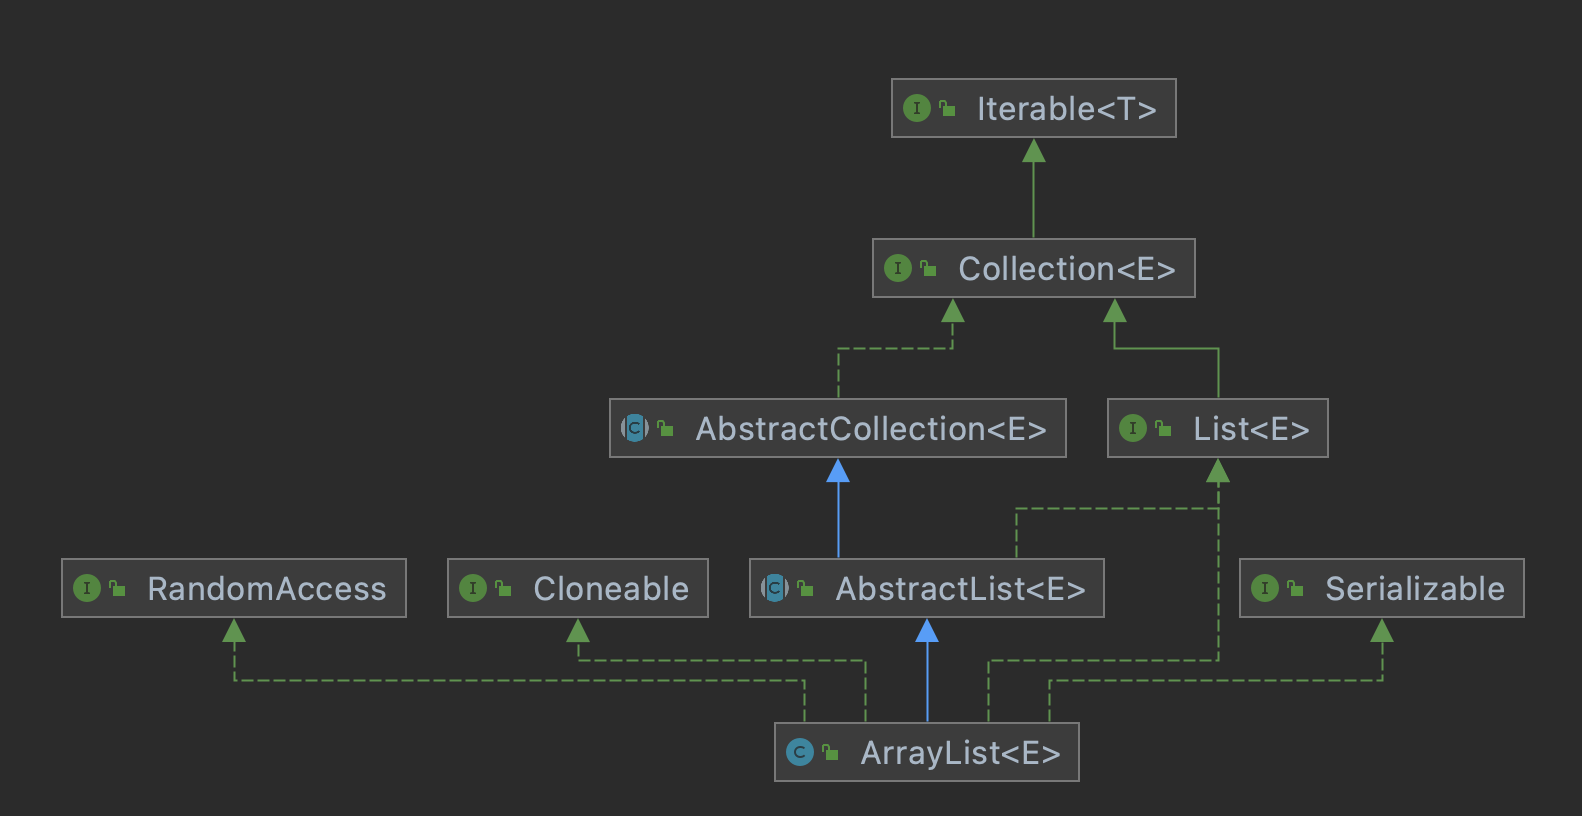 I Iterable<T>
I Collection<E>
C AbstractCollection<E>
I List<E>
I RandomAccess
I Cloneable
C AbstractList<E>
I Serializable
C ArrayList<E>